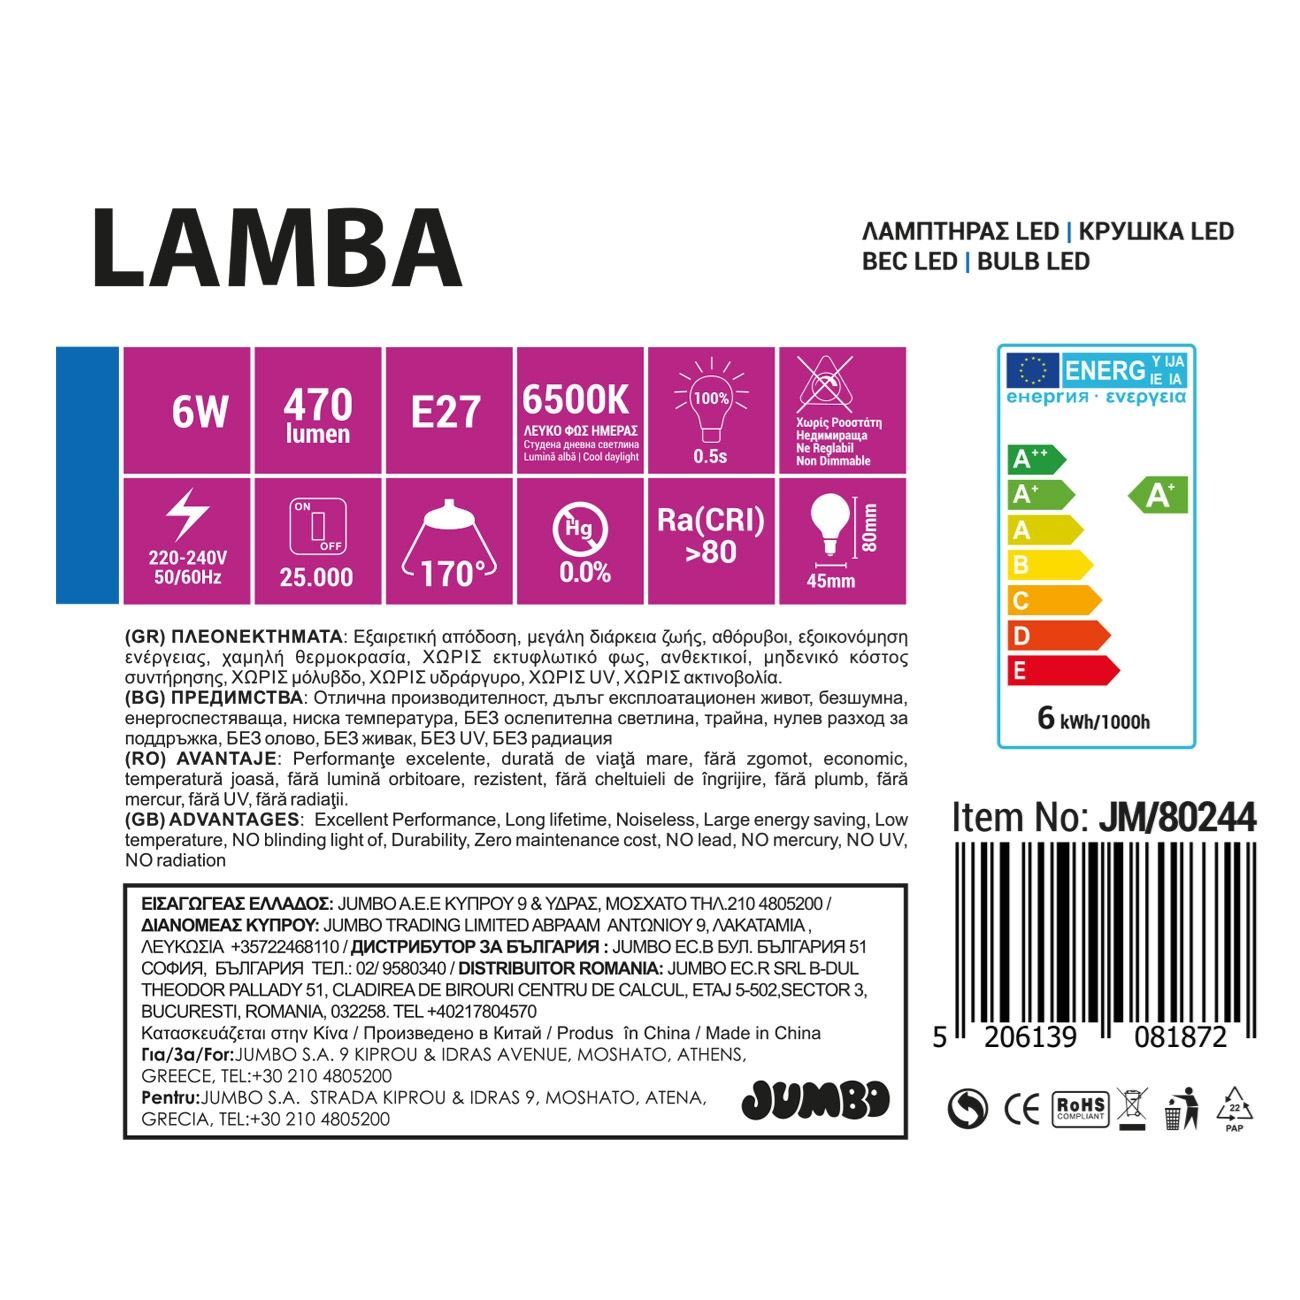 LAMBA
ΛΑΜΠΤΗΡΑΣ LED | КРУШКА LED
BEC LED | BULB LED
6W
470
lumen
E27
6500K
ΛΕΥΚΟ ΦΩΣ ΗΜΕΡΑΣ
Студена дневна светлина
Lumină albă | Cool daylight
100%
0.5s
Χωρίς Ροοστάτη
Недимираща
Ne Reglabil
Non Dimmable
220-240V
50/60Hz
ON
OFF
25.000
170°
Hg
0.0%
Ra(CRI)
>80
80mm
45mm
ENERG Y IJA
IE IA
енергия · ενεργεια
A++
A+
A+
A
B
C
D
E
6 kWh/1000h
(GR) ΠΛΕΟΝΕΚΤΗΜΑΤΑ: Εξαιρετική απόδοση, μεγάλη διάρκεια ζωής, αθόρυβοι, εξοικονόμηση
ενέργειας, χαμηλή θερμοκρασία, ΧΩΡΙΣ εκτυφλωτικό φως, ανθεκτικοί, μηδενικό κόστος
συντήρησης, ΧΩΡΙΣ μόλυβδο, ΧΩΡΙΣ υδράργυρο, ΧΩΡΙΣ UV, ΧΩΡΙΣ ακτινοβολία.
(BG) ПРЕДИМСТВА: Отлична производителност, дълъг експлоатационен живот, безшумна,
енергоспестяваща, ниска температура, БЕЗ ослепителна светлина, трайна, нулев разход за
поддръжка, БЕЗ олово, БЕЗ живак, БЕЗ UV, БЕЗ радиация
(RO) AVANTAJE: Performanţe excelente, durată de viaţă mare, fără zgomot, economic,
temperatură joasă, fără lumină orbitoare, rezistent, fără cheltuieli de îngrijire, fără plumb, fără
mercur, fără UV, fără radiaţii.
(GB) ADVANTAGES: Excellent Performance, Long lifetime, Noiseless, Large energy saving, Low
temperature, NO blinding light of, Durability, Zero maintenance cost, NO lead, NO mercury, NO UV,
NO radiation
ΕΙΣΑΓΩΓΕΑΣ ΕΛΛΑΔΟΣ: JUMBO A.E.E ΚΥΠΡΟΥ 9 & ΥΔΡΑΣ, ΜΟΣΧΑΤΟ ΤΗΛ.210 4805200 /
ΔΙΑΝΟΜΕΑΣ ΚΥΠΡΟΥ: JUMBO TRADING LIMITED ΑΒΡΑΑΜ ΑΝΤΩΝΙΟΥ 9, ΛΑΚΑΤΑΜΙΑ ,
ΛΕΥΚΩΣΙΑ +35722468110 / ДИСТРИБУТОР ЗА БЪЛГАРИЯ : JUMBO EC.B БУЛ. БЪЛГАРИЯ 51
СОФИЯ, БЪЛГАРИЯ ТЕЛ.: 02/ 9580340 / DISTRIBUITOR ROMANIA: JUMBO EC.R SRL B-DUL
THEODOR PALLADY 51, CLADIREA DE BIROURI CENTRU DE CALCUL, ETAJ 5-502,SECTOR 3,
BUCURESTI, ROMANIA, 032258. TEL +40217804570
Κατασκευάζεται στην Κίνα / Произведено в Китай / Produs în China / Made in China
Για/За/For:JUMBO S.A. 9 KIPROU & IDRAS AVENUE, MOSHATO, ATHENS,
GREECE, TEL:+30 210 4805200
Pentru:JUMBO S.A. STRADA KIPROU & IDRAS 9, MOSHATO, ATENA,
GRECIA, TEL:+30 210 4805200
JUMBO
Item No: JM/80244
5 206139 081872
CE
RoHS
COMPLIANT
22
PAP